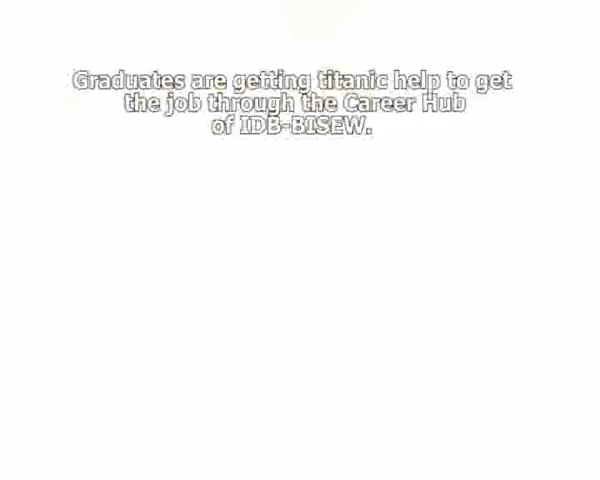 Graduates are getting titanic help to get
the job through the Career Hub
of IDB-BISEW.